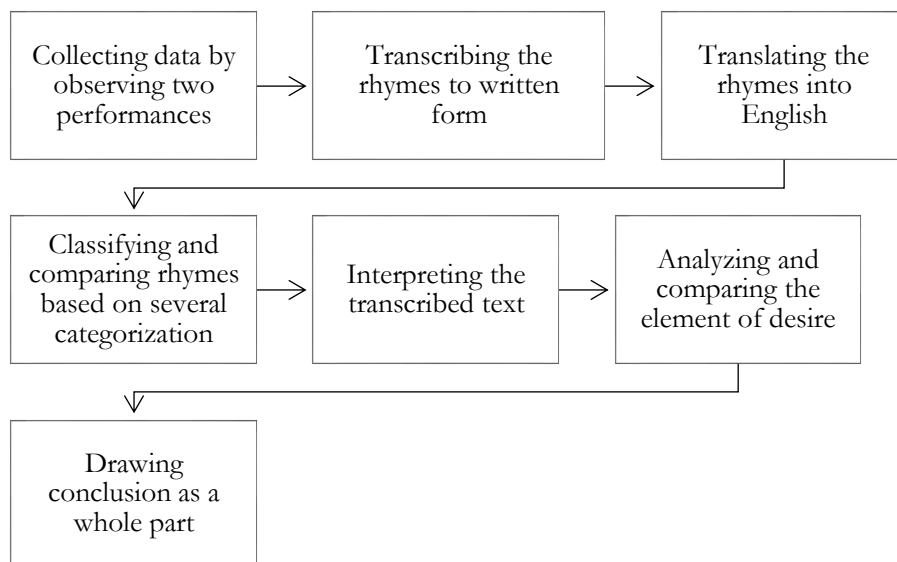 Collecting data by
observing two
performances
Transcribing the
rhymes to written
form
Translating the
rhymes into
English
Classifying and
comparing rhymes
based on several
categorization
Interpreting the
transcribed text
Analyzing and
comparing the
element of desire
Drawing
conclusion as a
whole part